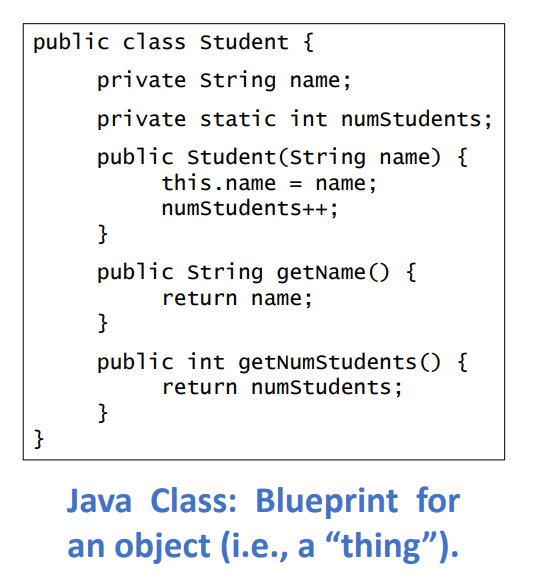 public class Student {
private String name;
private static int numStudents;
public Student(String name) {
this.name = name;
numStudents++;
}
public String getName() {
return name;
}
public int getNumStudents() {
return numStudents;
}
}
Java Class: Blueprint for
an object (i.e., a “thing”).